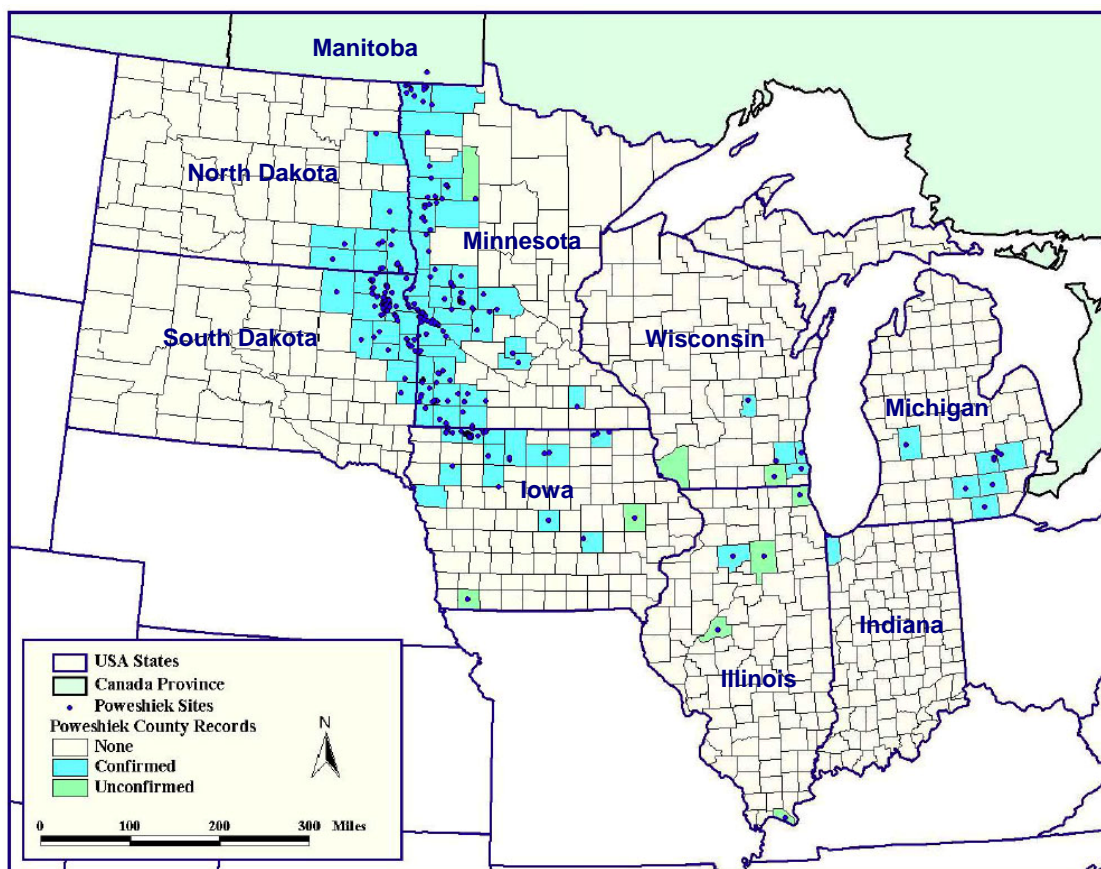 Manitoba
North Dakota
Minnesota
South Dakota
Wisconsin
Michigan
Iowa
Indiana
Illinois
USA States
Canada Province
Poweshiek Sites
Poweshiek County Records
None
Confirmed
Unconfirmed
N
0 100 200 300 Miles